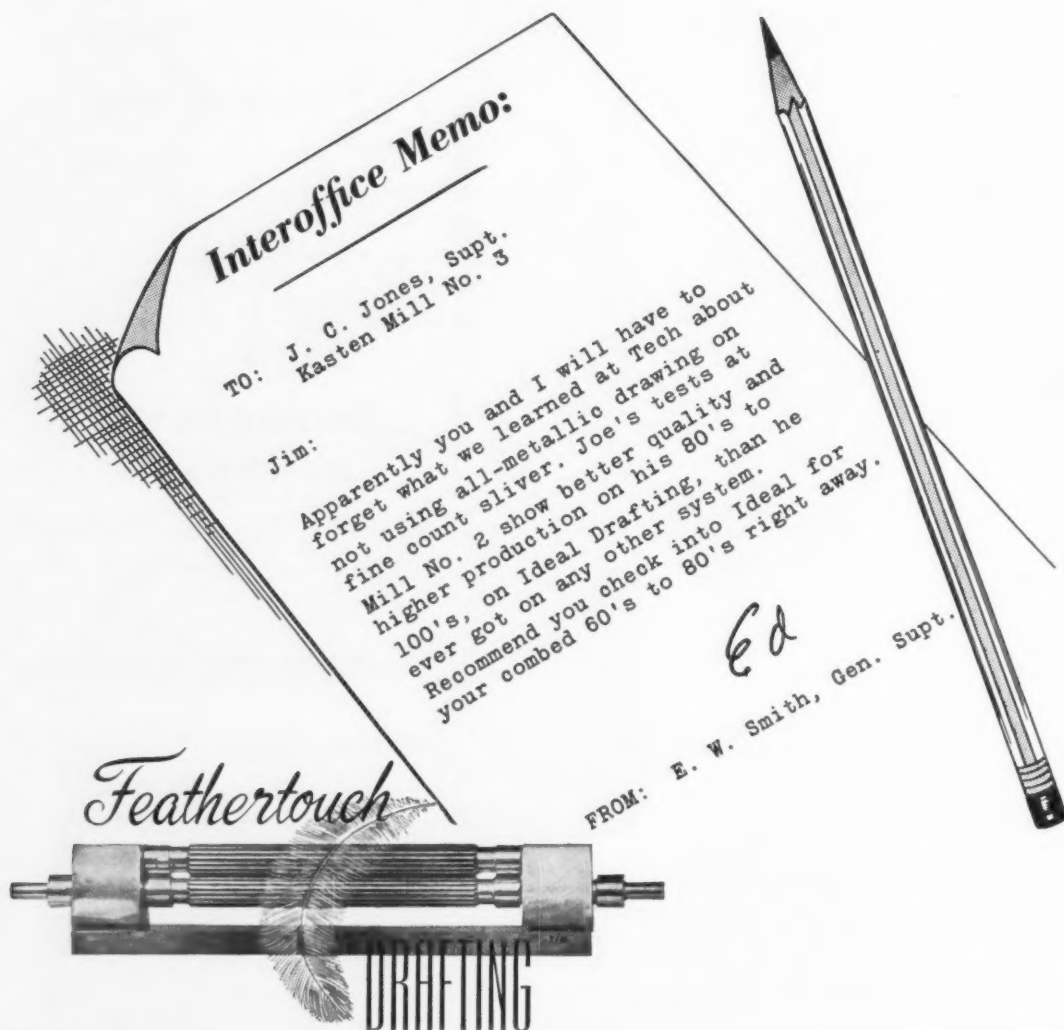 Interoffice Memo:
TO: J. C. Jones, Supt.
Kasten Mill No. 3
Jim:
Apparently you and I will have to
forget what we learned at Tech about
not using all-metallic drawing on
fine count sliver. Joe's tests at
Mill No. 2 show better quality and
higher production on his 80's to
100's, on Ideal Drafting, than he
ever got on any other system.
Recommend you check into Ideal for
your combed 60's to 80's right away.
Ed
FROM: E. W. Smith, Gen. Supt.
Feathertouch
DRAFTING